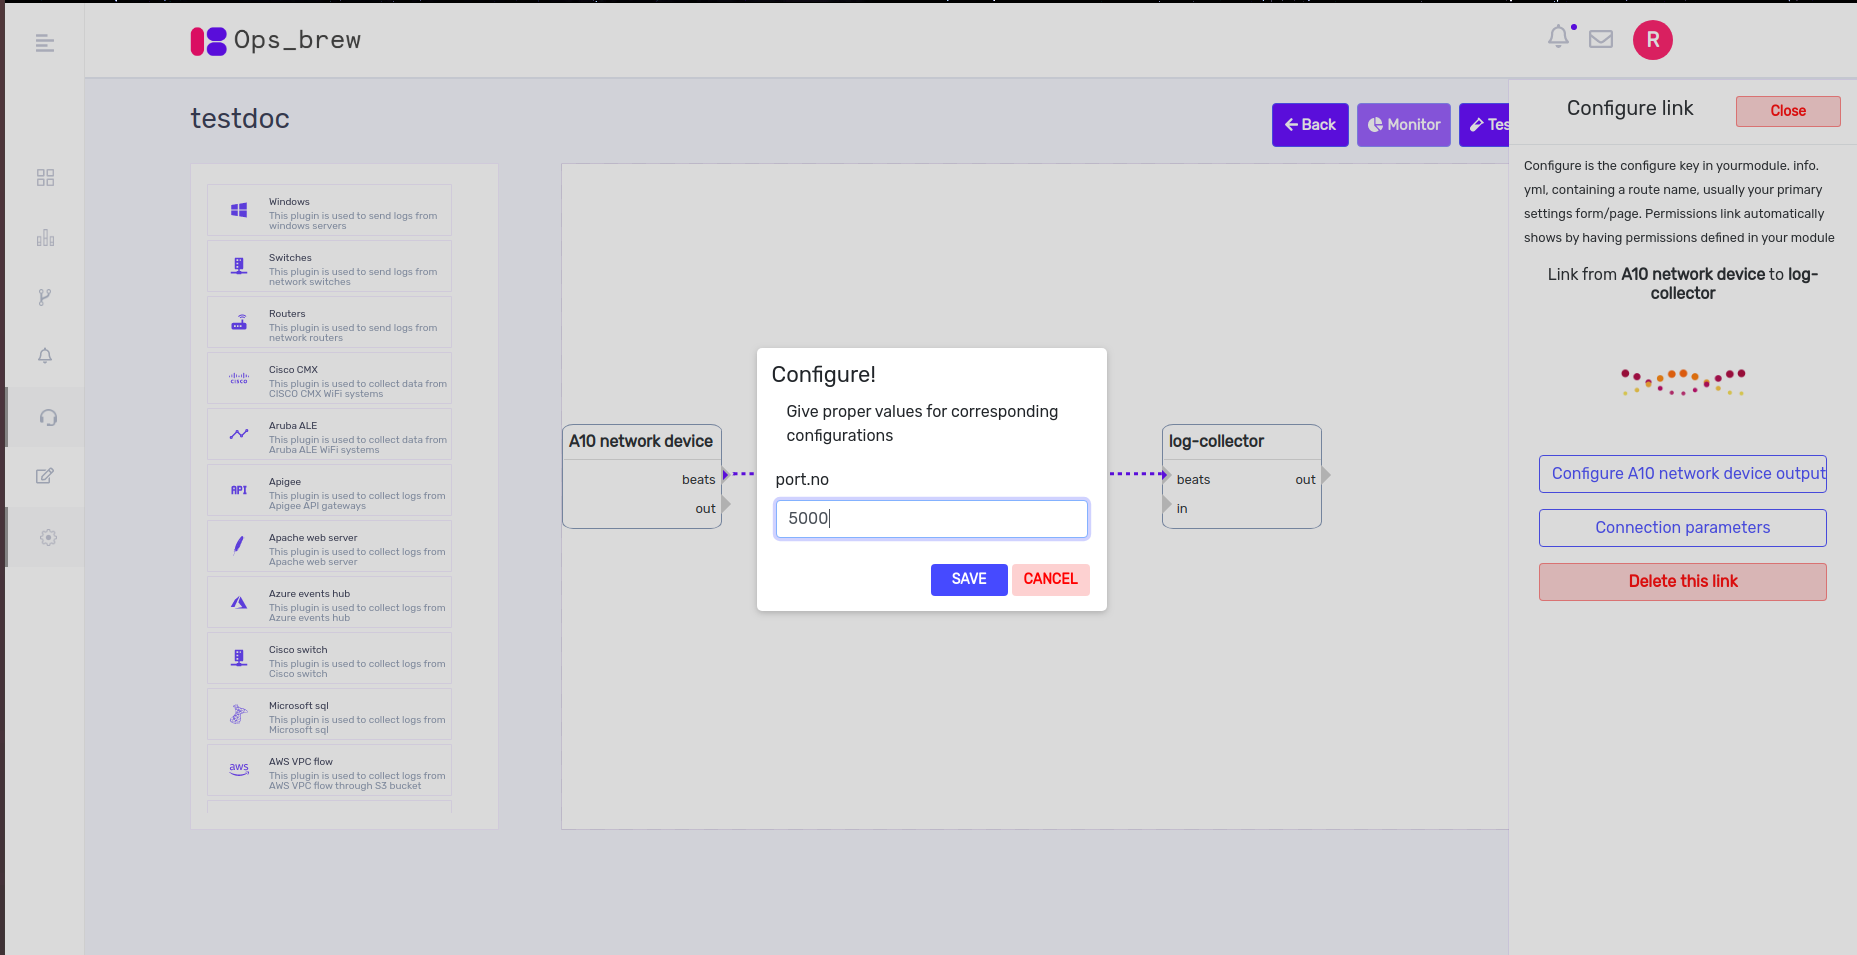 Ops_brew
R
testdoc
Back
Monitor
Tes
Configure link
Close
Configure is the configure key in yourmodule. info.
yml, containing a route name, usually your primary
settings form/page. Permissions link automatically
shows by having permissions defined in your module
Link from A10 network device to log-
collector
Configure A10 network device output
Connection parameters
Delete this link
Windows
This plugin is used to send logs from
windows servers
Switches
This plugin is used to send logs from
network switches
Routers
This plugin is used to send logs from
network routers
cisco
Cisco CMX
This plugin is used to collect data from
CISCO CMX WiFi systems
Aruba ALE
This plugin is used to collect data from
Aruba ALE WiFi systems
API
Apigee
This plugin is used to collect logs from
Apigee API gateways
Apache web server
This plugin is used to collect logs from
Apache web server
Azure events hub
This plugin is used to collect logs from
Azure events hub
Cisco switch
This plugin is used to collect logs from
Cisco switch
Microsoft sql
This plugin is used to collect logs from
Microsoft sql
aws
AWS VPC flow
This plugin is used to collect logs from
AWS VPC flow through S3 bucket
A10 network device
beats
out
Configure!
Give proper values for corresponding
configurations
port.no
5000
SAVE
CANCEL
log-collector
beats
out
in